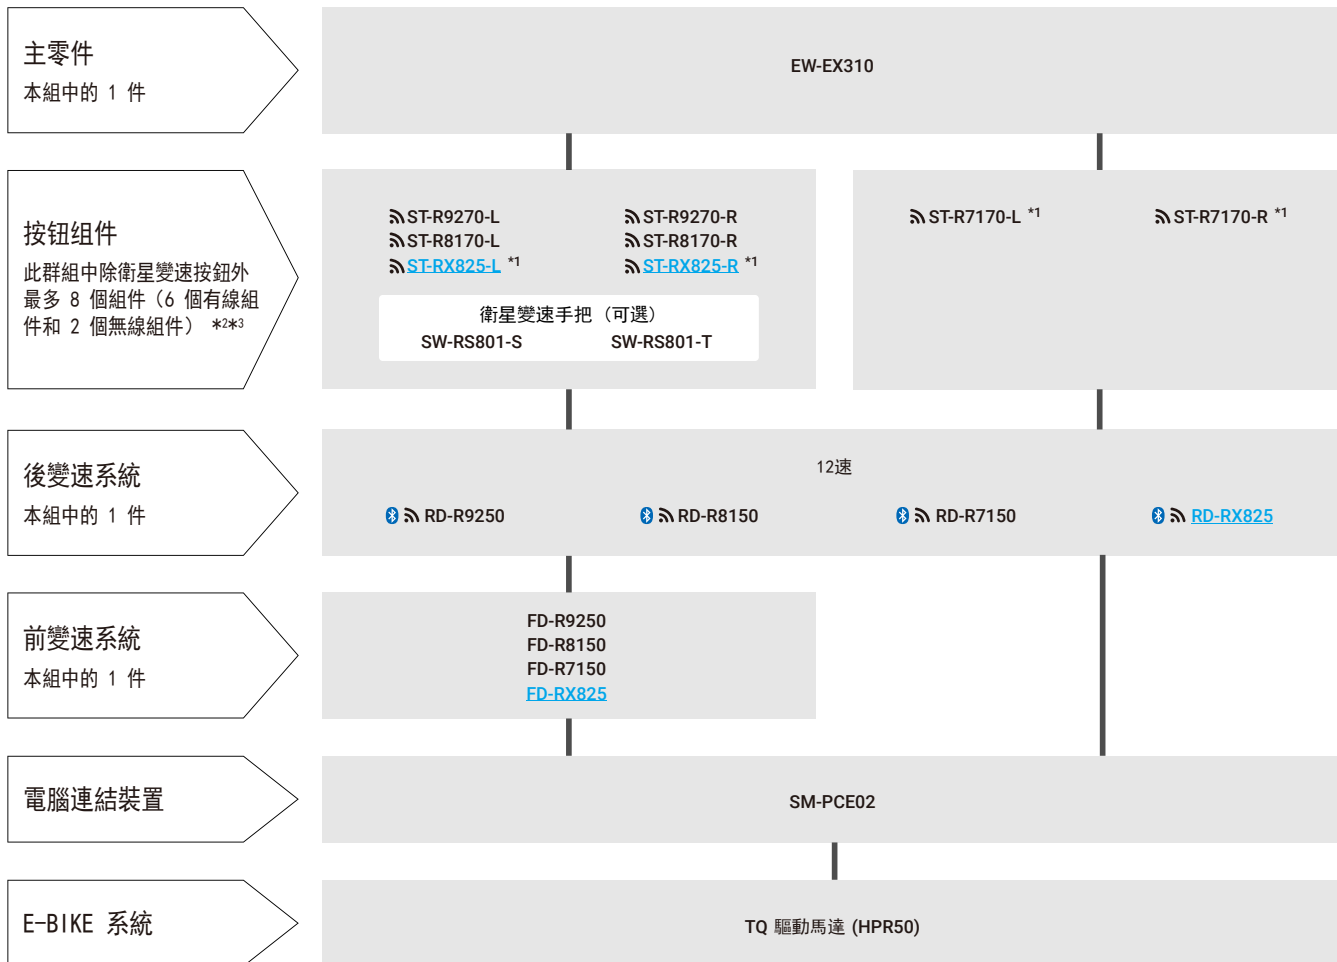 主零件
本組中的 1 件
EW-EX310
按钮组件
此群組中除衛星變速按鈕外
最多 8 個組件（6 個有線組
件和 2 個無線組件） *2*3
ST-R9270-L ST-R9270-R
ST-R8170-L ST-R8170-R
ST-RX825-L *1 ST-RX825-R *1
衛星變速手把（可選）
SW-RS801-S SW-RS801-T
ST-R7170-L *1 ST-R7170-R *1
後變速系統
本組中的 1 件
12速
RD-R9250 RD-R8150 RD-R7150 RD-RX825
前變速系統
本組中的 1 件
FD-R9250
FD-R8150
FD-R7150
FD-RX825
電腦連結裝置
SM-PCE02
E-BIKE 系統
TQ 驅動馬達 (HPR50)